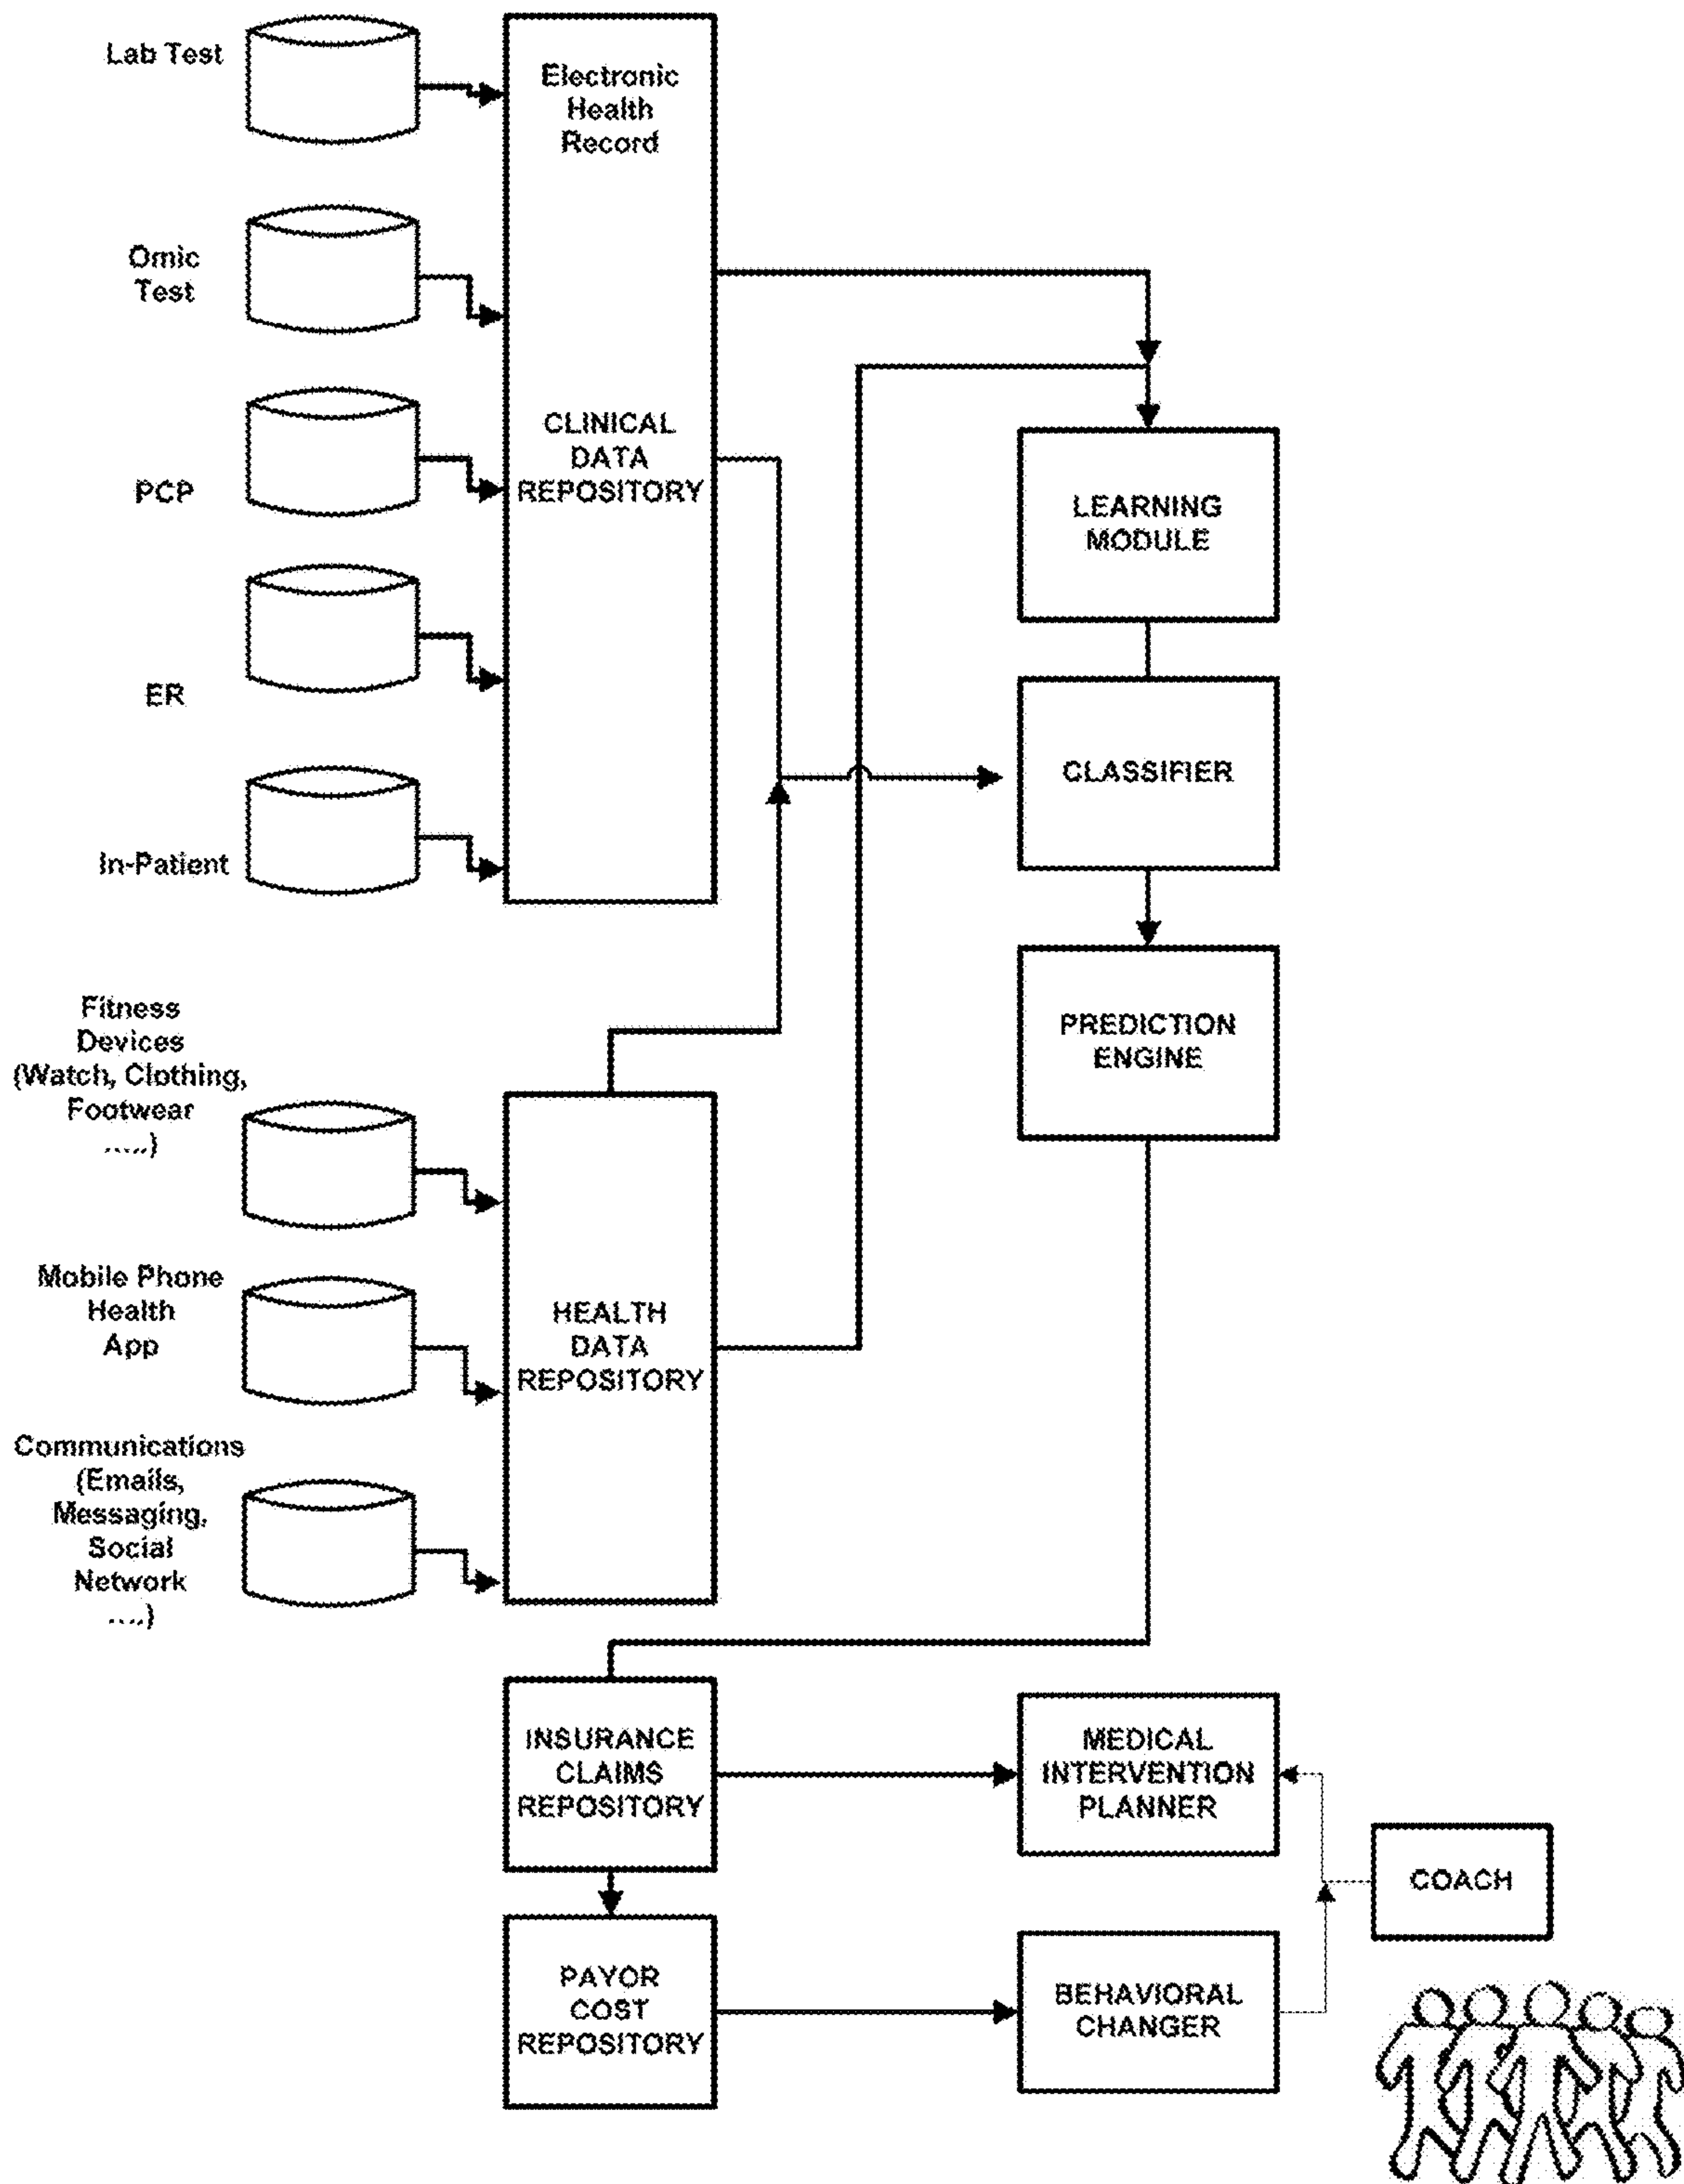 Lab Test
Electronic
Health
Record
Omic
Test
CLINICAL
DATA
REPOSITORY
PCP
LEARNING
MODULE
ER
CLASSIFIER
In-Patient
Fitness
Devices
(Watch, Clothing,
Footwear
.....)
PREDICTION
ENGINE
Mobile Phone
Health
App
HEALTH
DATA
REPOSITORY
Communications
(Emails,
Messaging,
Social
Network
....)
INSURANCE
CLAIMS
REPOSITORY
MEDICAL
INTERVENTION
PLANNER
COACH
PAYOR
COST
REPOSITORY
BEHAVIORAL
CHANGER